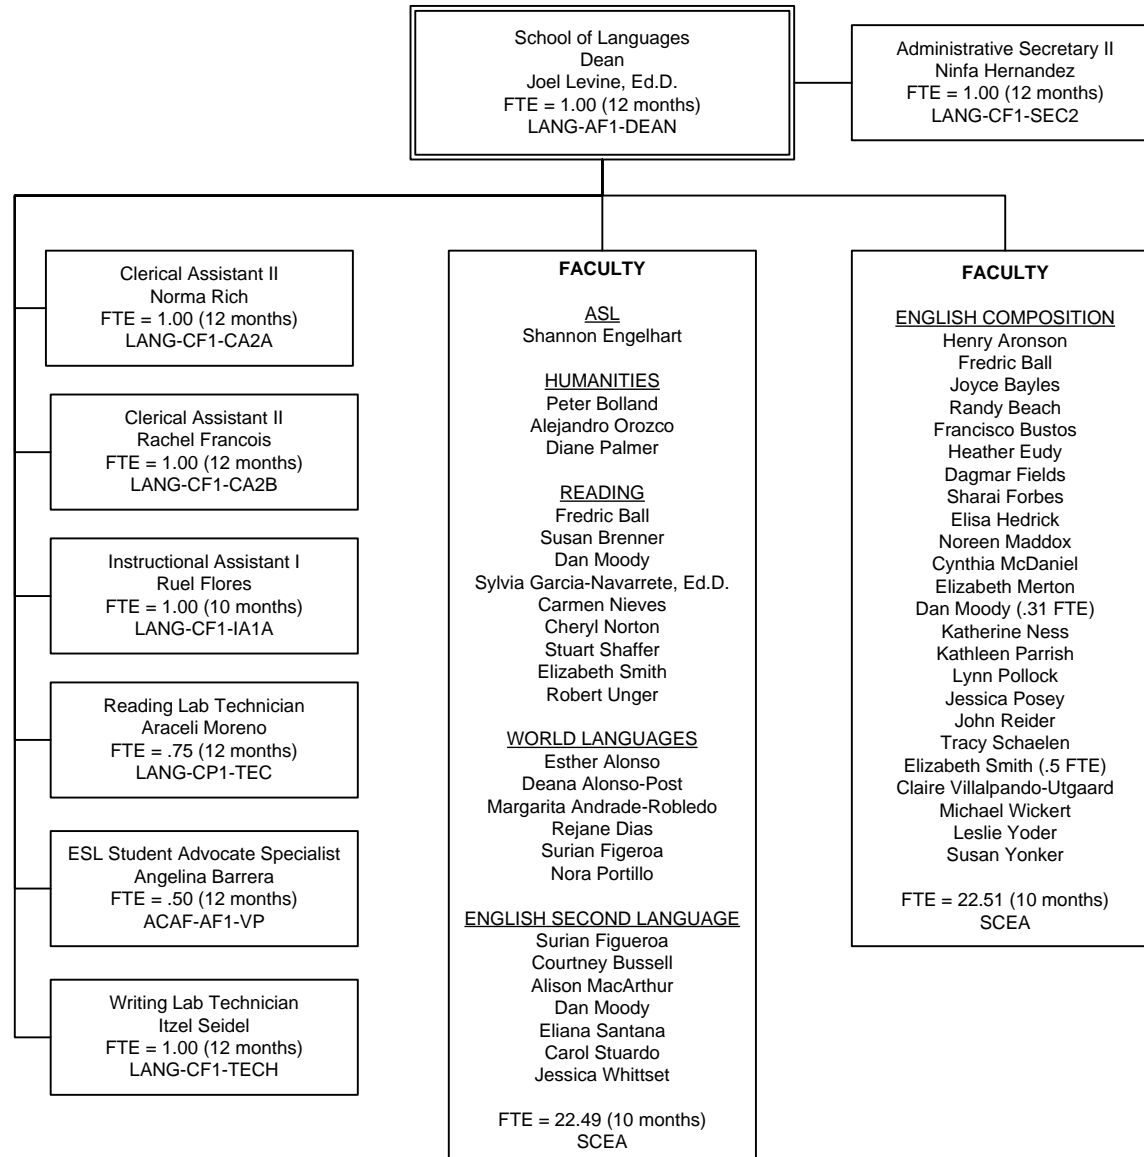 School of Languages
Dean
Joel Levine, Ed.D.
FTE = 1.00 (12 months)
LANG-AF1-DEAN
Administrative Secretary II
Ninfa Hernandez
FTE = 1.00 (12 months)
LANG-CF1-SEC2
Clerical Assistant II
Norma Rich
FTE = 1.00 (12 months)
LANG-CF1-CA2A
Clerical Assistant II
Rachel Francois
FTE = 1.00 (12 months)
LANG-CF1-CA2B
Instructional Assistant I
Ruel Flores
FTE = 1.00 (10 months)
LANG-CF1-IA1A
Reading Lab Technician
Araceli Moreno
FTE = .75 (12 months)
LANG-CP1-TEC
ESL Student Advocate Specialist
Angelina Barrera
FTE = .50 (12 months)
ACAF-AF1-VP
Writing Lab Technician
Itzel Seidel
FTE = 1.00 (12 months)
LANG-CF1-TECH
FACULTY
ASL
Shannon Engelhart
HUMANITIES
Peter Bolland
Alejandro Orozco
Diane Palmer
READING
Fredric Ball
Susan Brenner
Dan Moody
Sylvia Garcia-Navarrete, Ed.D.
Carmen Nieves
Cheryl Norton
Stuart Shaffer
Elizabeth Smith
Robert Unger
WORLD LANGUAGES
Esther Alonso
Deana Alonso-Post
Margarita Andrade-Robledo
Rejane Dias
Surian Figeroa
Nora Portillo
ENGLISH SECOND LANGUAGE
Surian Figueroa
Courtney Bussell
Alison MacArthur
Dan Moody
Eliana Santana
Carol Stuardo
Jessica Whittset
FTE = 22.49 (10 months)
SCEA
FACULTY
ENGLISH COMPOSITION
Henry Aronson
Fredric Ball
Joyce Bayles
Randy Beach
Francisco Bustos
Heather Eudy
Dagmar Fields
Sharai Forbes
Elisa Hedrick
Noreen Maddox
Cynthia McDaniel
Elizabeth Merton
Dan Moody (.31 FTE)
Katherine Ness
Kathleen Parrish
Lynn Pollock
Jessica Posey
John Reider
Tracy Schaelen
Elizabeth Smith (.5 FTE)
Claire Villalpando-Utgaard
Michael Wickert
Leslie Yoder
Susan Yonker
FTE = 22.51 (10 months)
SCEA